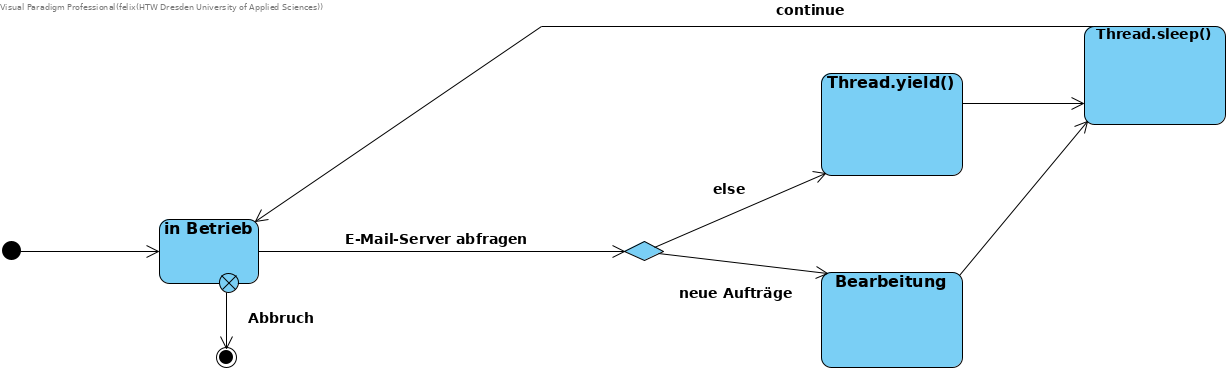 Visual Paradigm Professional(felix(HTW Dresden University of Applied Sciences))
continue
Thread.sleep()
Thread.yield()
else
in Betrieb
E-Mail-Server abfragen
Bearbeitung
neue Aufträge
Abbruch